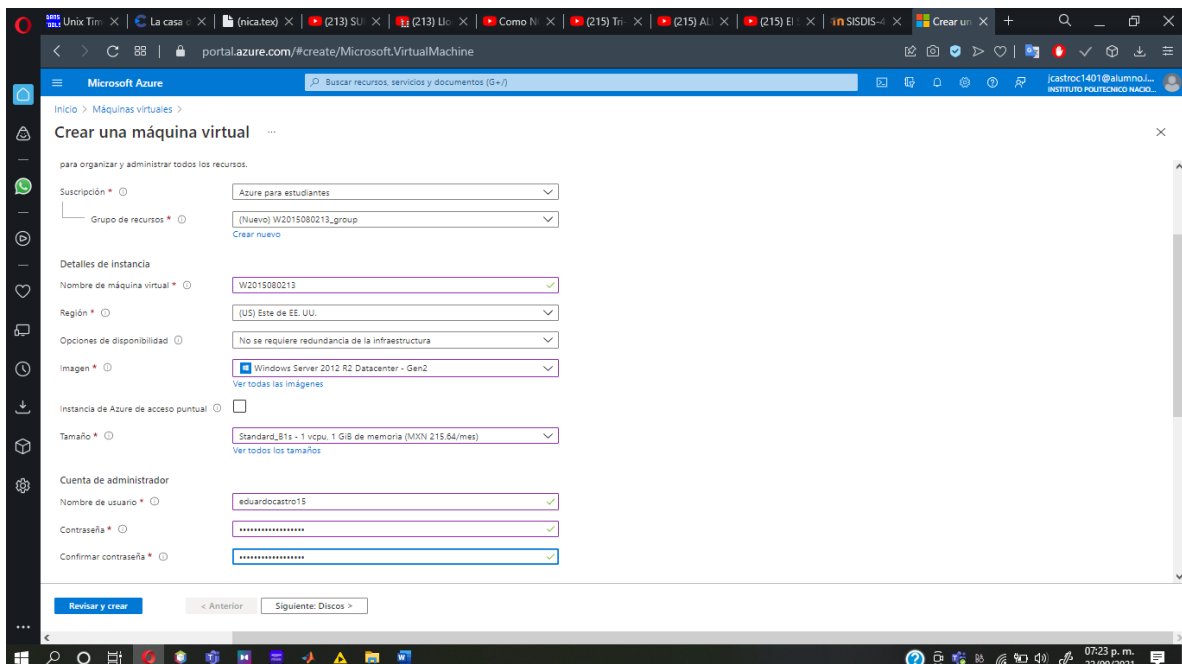 Unix Tim
La casa d
(nica.tex)
(213) SU
(213) Llo
Como N
(215) Tri-
(215) AL
(215) El
SISDIS-4
Crear un
portal.azure.com/#create/Microsoft.VirtualMachine
Microsoft Azure
Buscar recursos, servicios y documentos (G+/)
jcastroc1401@alumno.i...
INSTITUTO POLITECNICO NACIO...
Inicio > Máquinas virtuales >
Crear una máquina virtual ...
para organizar y administrar todos los recursos.
Suscripción * Azure para estudiantes
Grupo de recursos * (Nuevo) W2015080213_group
Crear nuevo
Detalles de instancia
Nombre de máquina virtual * W2015080213
Región * (US) Este de EE. UU.
Opciones de disponibilidad No se requiere redundancia de la infraestructura
Imagen * Windows Server 2012 R2 Datacenter - Gen2
Ver todas las imágenes
Instancia de Azure de acceso puntual
Tamaño * Standard_B1s - 1 vcpu, 1 GiB de memoria (MXN 215.64/mes)
Ver todos los tamaños
Cuenta de administrador
Nombre de usuario * eduardocastro15
Contraseña * ••••••••••••••••••
Confirmar contraseña * ••••••••••••••••••
Revisar y crear
< Anterior
Siguiente: Discos >
07:23 p. m.
22/09/2021